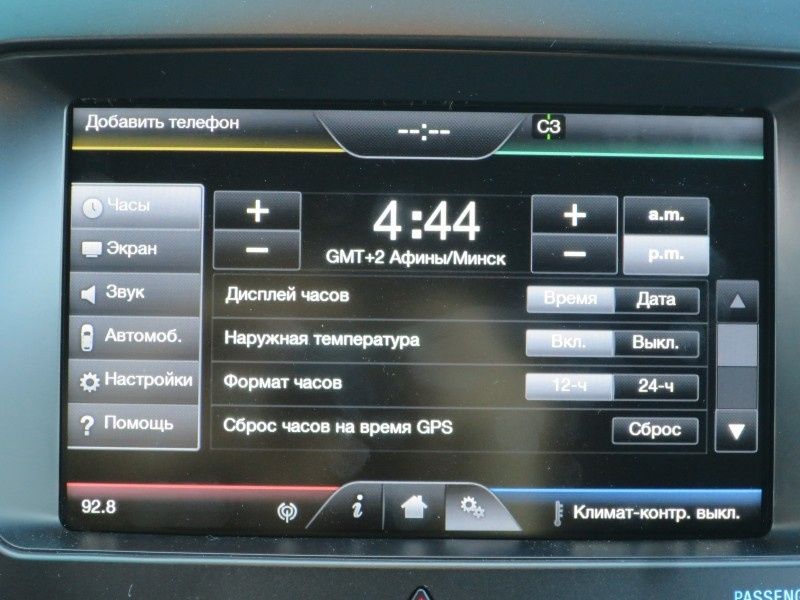 Добавить телефон
--:--
СЗ
Часы
Экран
Звук
Автомоб.
Настройки
? Помощь
+
−
4:44
GMT+2 Афины/Минск
+
−
a.m.
p.m.
Дисплей часов
Время
Дата
Наружная температура
Вкл.
Выкл.
Формат часов
12-ч
24-ч
Сброс часов на время GPS
Сброс
92.8
i
Климат-контр. выкл.
PASSENG